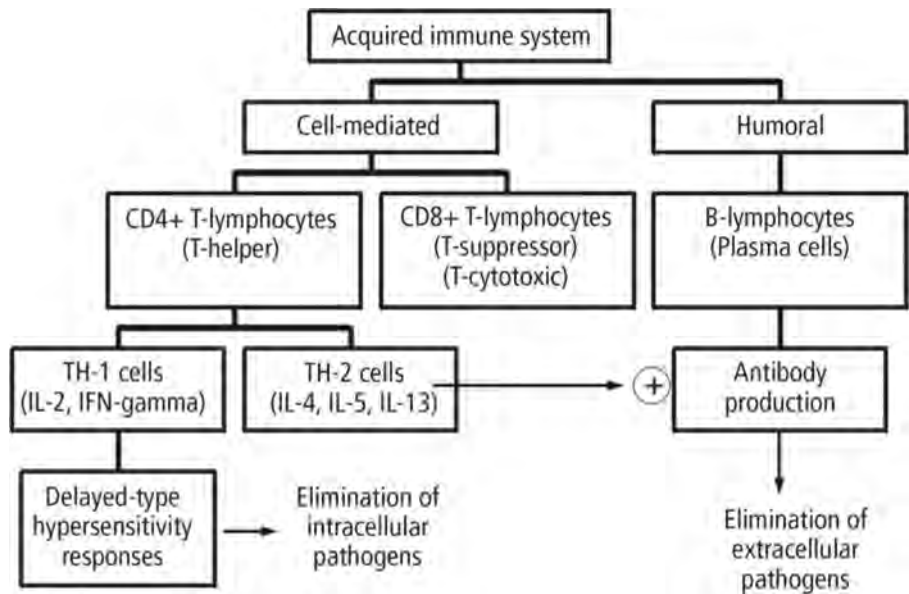 Acquired immune system
Cell-mediated
Humoral
CD4+ T-lymphocytes
(T-helper)
CD8+ T-lymphocytes
(T-suppressor)
(T-cytotoxic)
B-lymphocytes
(Plasma cells)
TH-1 cells
(IL-2, IFN-gamma)
TH-2 cells
(IL-4, IL-5, IL-13)
+
Antibody
production
Delayed-type
hypersensitivity
responses
Elimination of
intracellular
pathogens
Elimination of
extracellular
pathogens